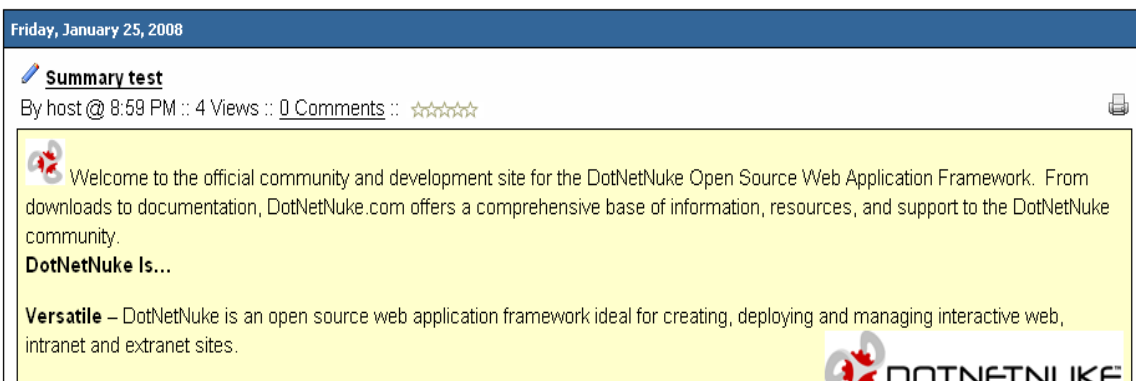 Friday, January 25, 2008
Summary test
By host @ 8:59 PM :: 4 Views :: 0 Comments ::
Welcome to the official community and development site for the DotNetNuke Open Source Web Application Framework.  From
downloads to documentation, DotNetNuke.com offers a comprehensive base of information, resources, and support to the DotNetNuke
community.
DotNetNuke Is...
Versatile – DotNetNuke is an open source web application framework ideal for creating, deploying and managing interactive web,
intranet and extranet sites.
DOTNETNUKE